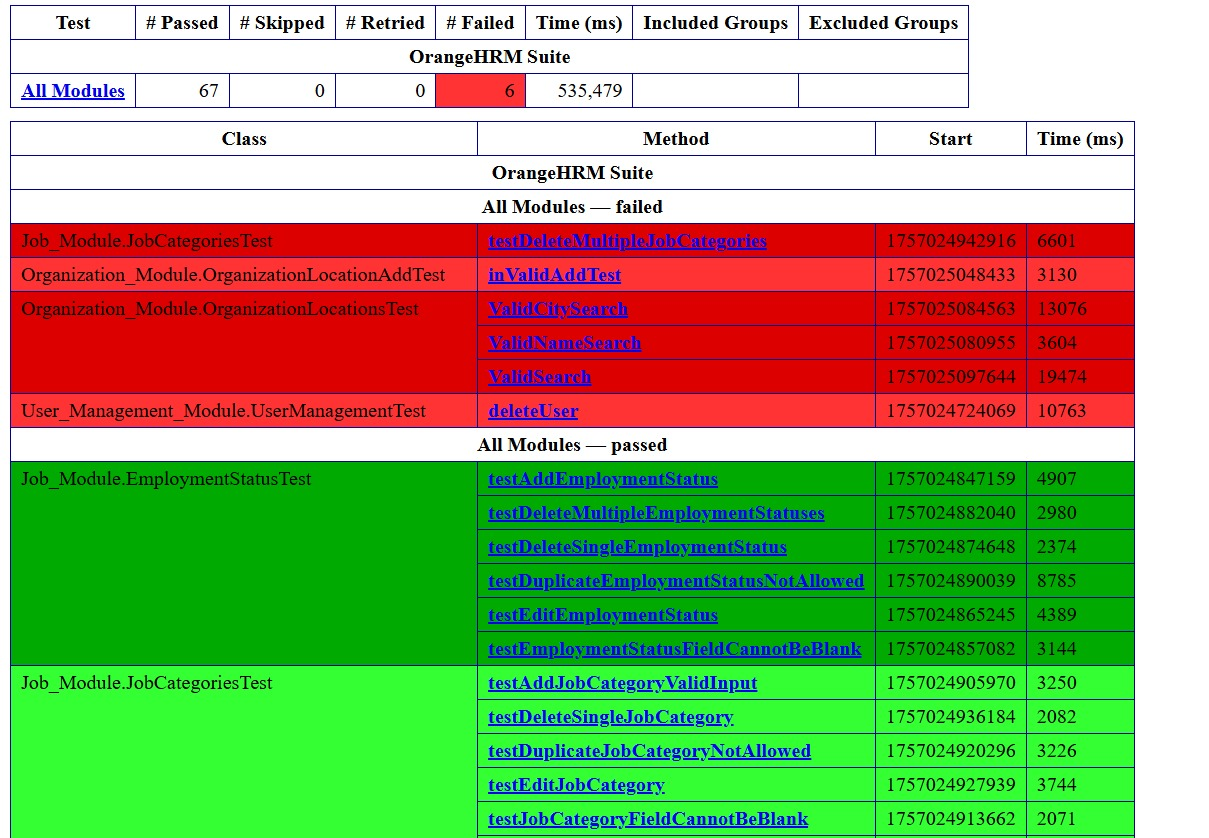 Test # Passed # Skipped # Retried # Failed Time (ms) Included Groups Excluded Groups
OrangeHRM Suite
All Modules 67 0 0 6 535,479
Class Method Start Time (ms)
OrangeHRM Suite
All Modules — failed
Job_Module.JobCategoriesTest testDeleteMultipleJobCategories 1757024942916 6601
Organization_Module.OrganizationLocationAddTest inValidAddTest 1757025048433 3130
Organization_Module.OrganizationLocationsTest ValidCitySearch 1757025084563 13076
ValidNameSearch 1757025080955 3604
ValidSearch 1757025097644 19474
User_Management_Module.UserManagementTest deleteUser 1757024724069 10763
All Modules — passed
Job_Module.EmploymentStatusTest testAddEmploymentStatus 1757024847159 4907
testDeleteMultipleEmploymentStatuses 1757024882040 2980
testDeleteSingleEmploymentStatus 1757024874648 2374
testDuplicateEmploymentStatusNotAllowed 1757024890039 8785
testEditEmploymentStatus 1757024865245 4389
testEmploymentStatusFieldCannotBeBlank 1757024857082 3144
Job_Module.JobCategoriesTest testAddJobCategoryValidInput 1757024905970 3250
testDeleteSingleJobCategory 1757024936184 2082
testDuplicateJobCategoryNotAllowed 1757024920296 3226
testEditJobCategory 1757024927939 3744
testJobCategoryFieldCannotBeBlank 1757024913662 2071